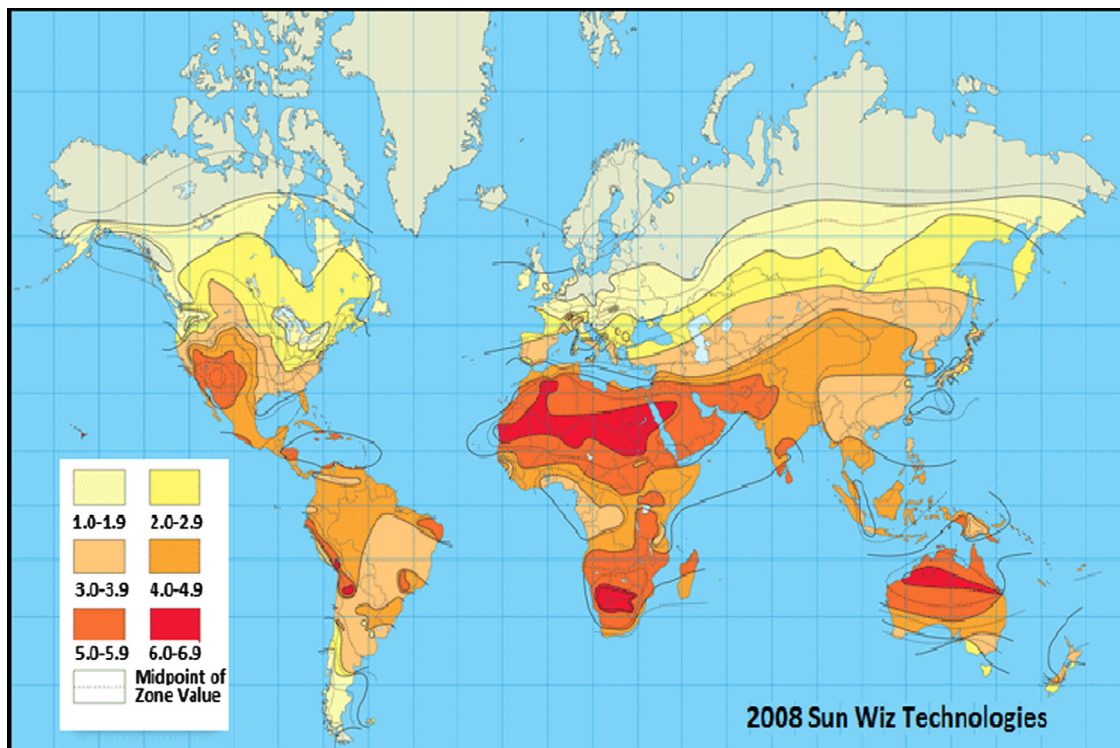 1.0-1.9 2.0-2.9
3.0-3.9 4.0-4.9
5.0-5.9 6.0-6.9
Midpoint of
Zone Value
2008 Sun Wiz Technologies